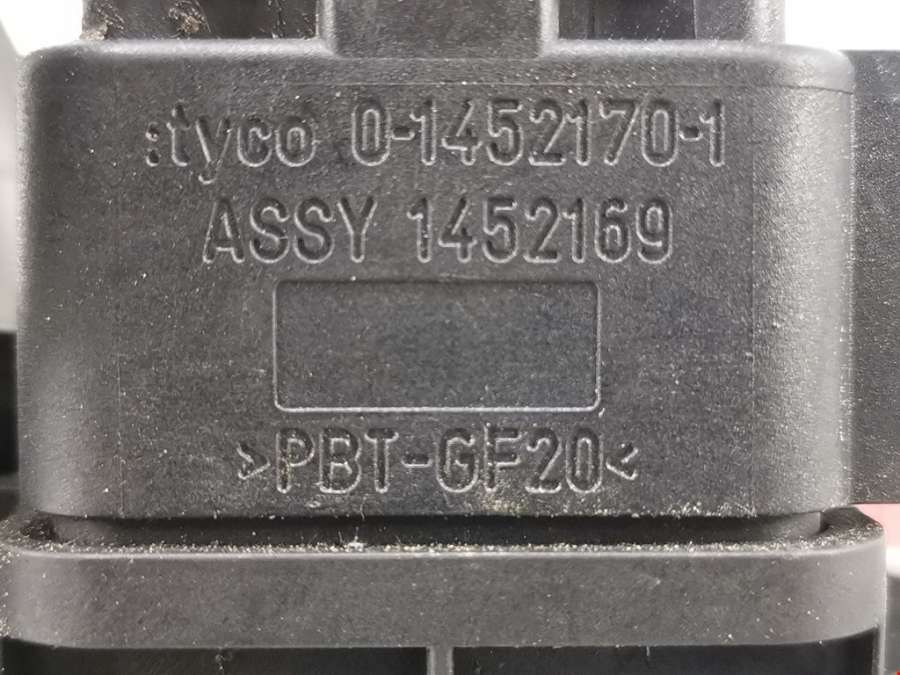 :tyco 0-1452170-1
ASSY 1452169
>PBT-GF20<